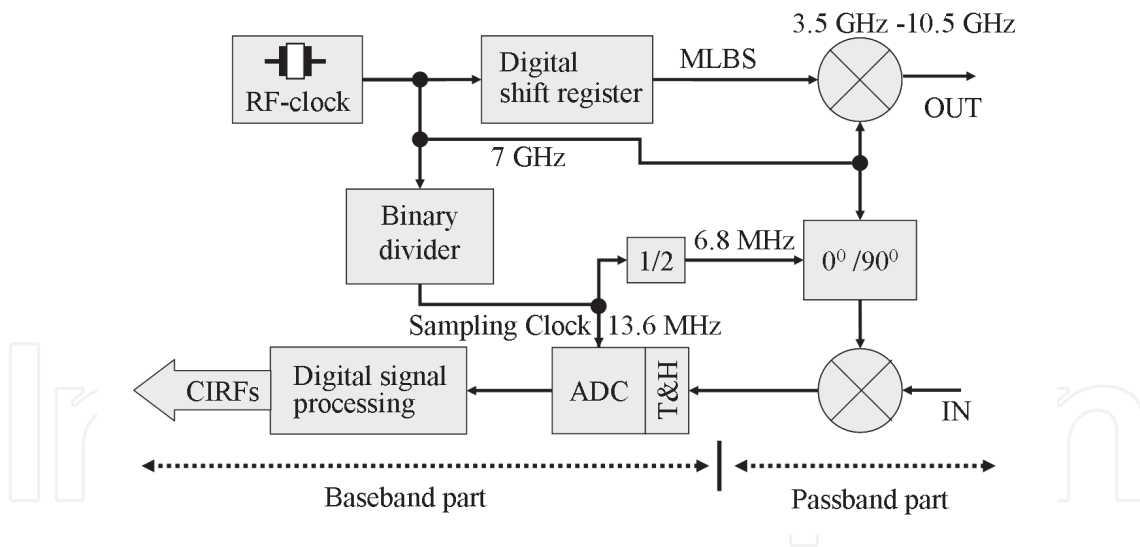 3.5 GHz -10.5 GHz
RF-clock
Digital
shift register
MLBS
OUT
7 GHz
Binary
divider
1/2
6.8 MHz
0⁰ /90⁰
Sampling Clock
13.6 MHz
CIRFs
Digital signal
processing
ADC
T&H
IN
Baseband part
Passband part